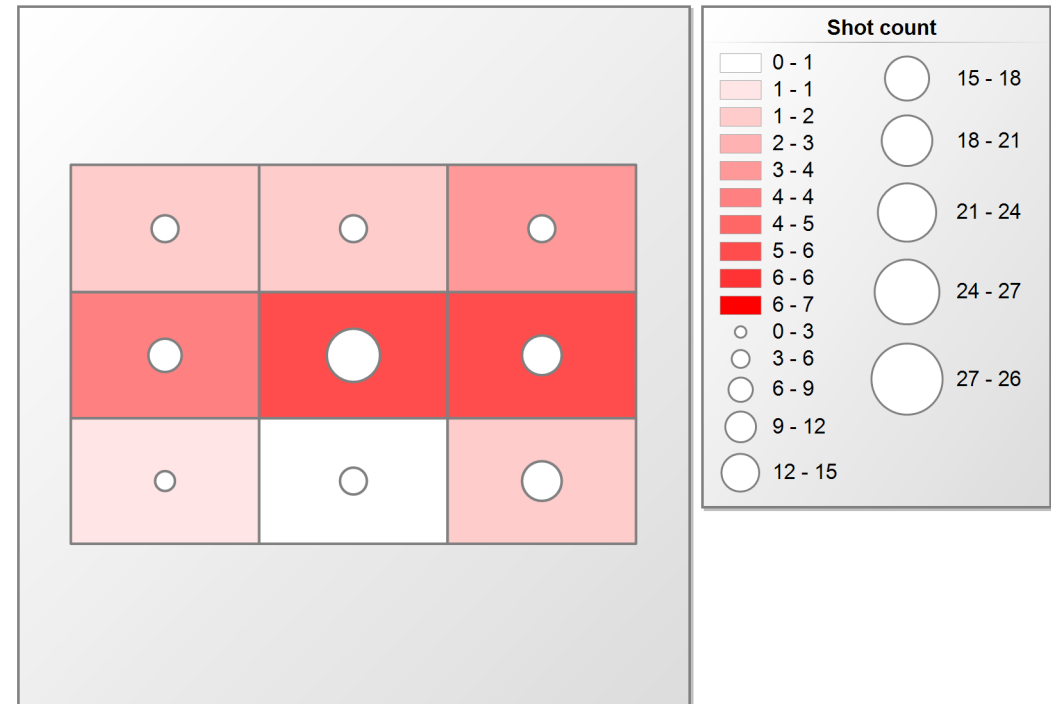 Shot count
0 - 1
1 - 1
1 - 2
2 - 3
3 - 4
4 - 4
4 - 5
5 - 6
6 - 6
6 - 7
0 - 3
3 - 6
6 - 9
9 - 12
12 - 15
15 - 18
18 - 21
21 - 24
24 - 27
27 - 26